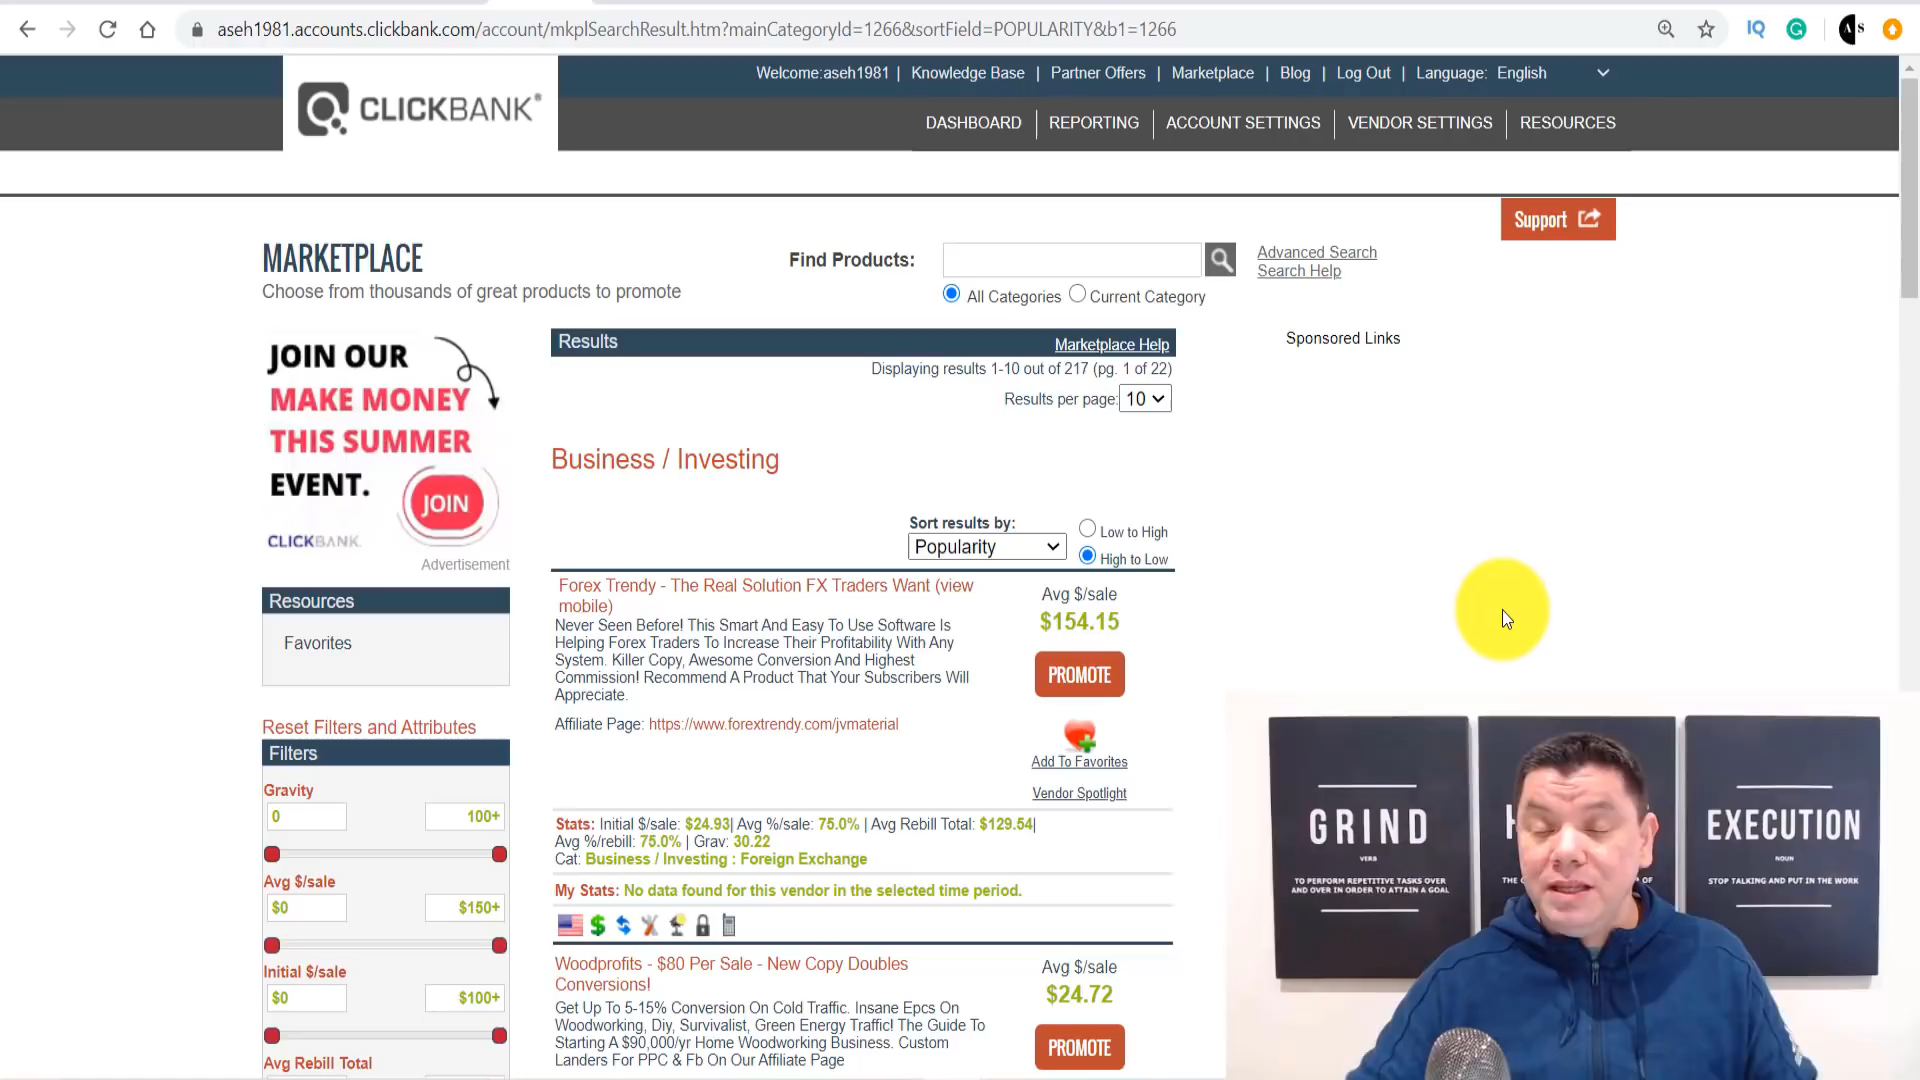 aseh1981.accounts.clickbank.com/account/mkplSearchResult.htm?mainCategoryId=1266&sortField=POPULARITY&b1=1266
IQ
Welcome:aseh1981 | Knowledge Base | Partner Offers | Marketplace | Blog | Log Out | Language: English
CLICKBANK®
DASHBOARD | REPORTING | ACCOUNT SETTINGS | VENDOR SETTINGS | RESOURCES
Support
MARKETPLACE
Choose from thousands of great products to promote
Find Products:
Advanced Search
Search Help
All Categories Current Category
JOIN OUR
MAKE MONEY
THIS SUMMER
EVENT.
JOIN
CLICKBANK.
Advertisement
Results
Marketplace Help
Displaying results 1-10 out of 217 (pg. 1 of 22)
Results per page: 10
Sponsored Links
Business / Investing
Sort results by:
Popularity
Low to High
High to Low
Resources
Favorites
Reset Filters and Attributes
Filters
Gravity
0 100+
Avg $/sale
$0 $150+
Initial $/sale
$0 $100+
Avg Rebill Total
Forex Trendy - The Real Solution FX Traders Want (view
mobile)
Never Seen Before! This Smart And Easy To Use Software Is
Helping Forex Traders To Increase Their Profitability With Any
System. Killer Copy, Awesome Conversion And Highest
Commission! Recommend A Product That Your Subscribers Will
Appreciate.
Affiliate Page: https://www.forextrendy.com/jvmaterial
Avg $/sale
$154.15
PROMOTE
Add To Favorites
Vendor Spotlight
Stats: Initial $/sale: $24.93| Avg %/sale: 75.0% | Avg Rebill Total: $129.54|
Avg %/rebill: 75.0% | Grav: 30.22
Cat: Business / Investing : Foreign Exchange
My Stats: No data found for this vendor in the selected time period.
Woodprofits - $80 Per Sale - New Copy Doubles
Conversions!
Get Up To 5-15% Conversion On Cold Traffic. Insane Epcs On
Woodworking, Diy, Survivalist, Green Energy Traffic! The Guide To
Starting A $90,000/yr Home Woodworking Business. Custom
Landers For PPC & Fb On Our Affiliate Page
Avg $/sale
$24.72
PROMOTE
GRIND
VERB
TO PERFORM REPETITIVE TASKS OVER
AND OVER IN ORDER TO ATTAIN A GOAL
H
THE OF
EXECUTION
NOUN
STOP TALKING AND PUT IN THE WORK